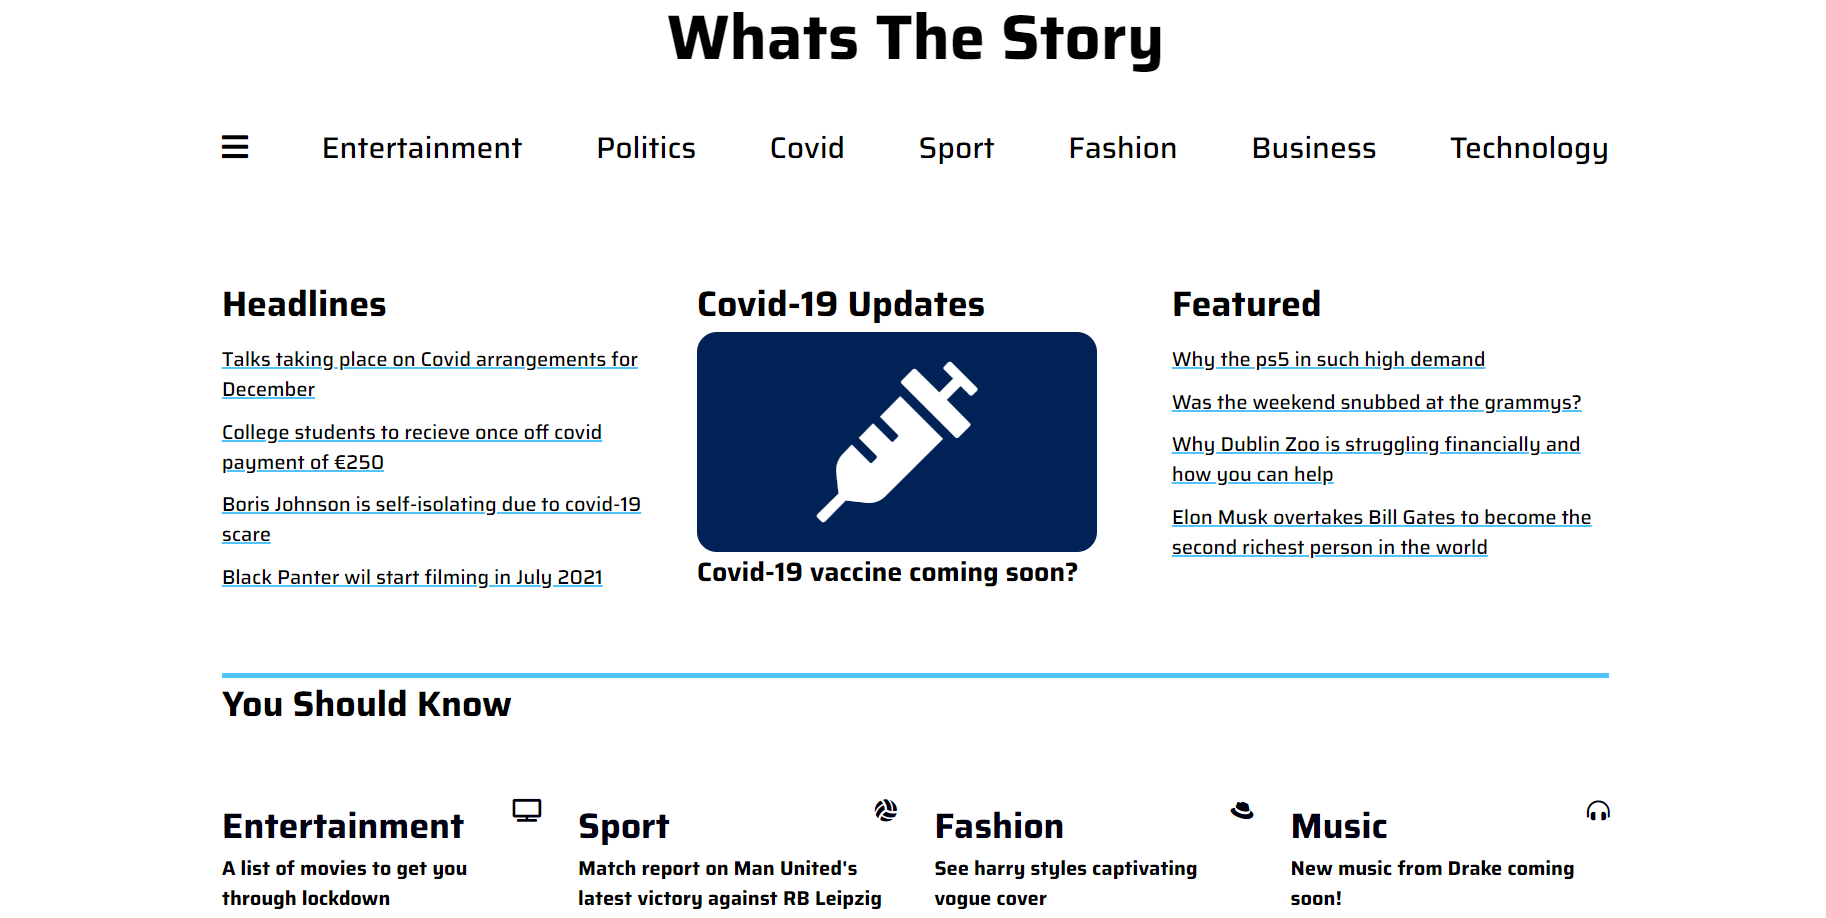 Whats The Story
Entertainment Politics Covid Sport Fashion Business Technology
Headlines
Talks taking place on Covid arrangements for
December
College students to recieve once off covid
payment of €250
Boris Johnson is self-isolating due to covid-19
scare
Black Panter wil start filming in July 2021
Covid-19 Updates
Covid-19 vaccine coming soon?
Featured
Why the ps5 in such high demand
Was the weekend snubbed at the grammys?
Why Dublin Zoo is struggling financially and
how you can help
Elon Musk overtakes Bill Gates to become the
second richest person in the world
You Should Know
Entertainment
A list of movies to get you
through lockdown
Sport
Match report on Man United's
latest victory against RB Leipzig
Fashion
See harry styles captivating
vogue cover
Music
New music from Drake coming
soon!